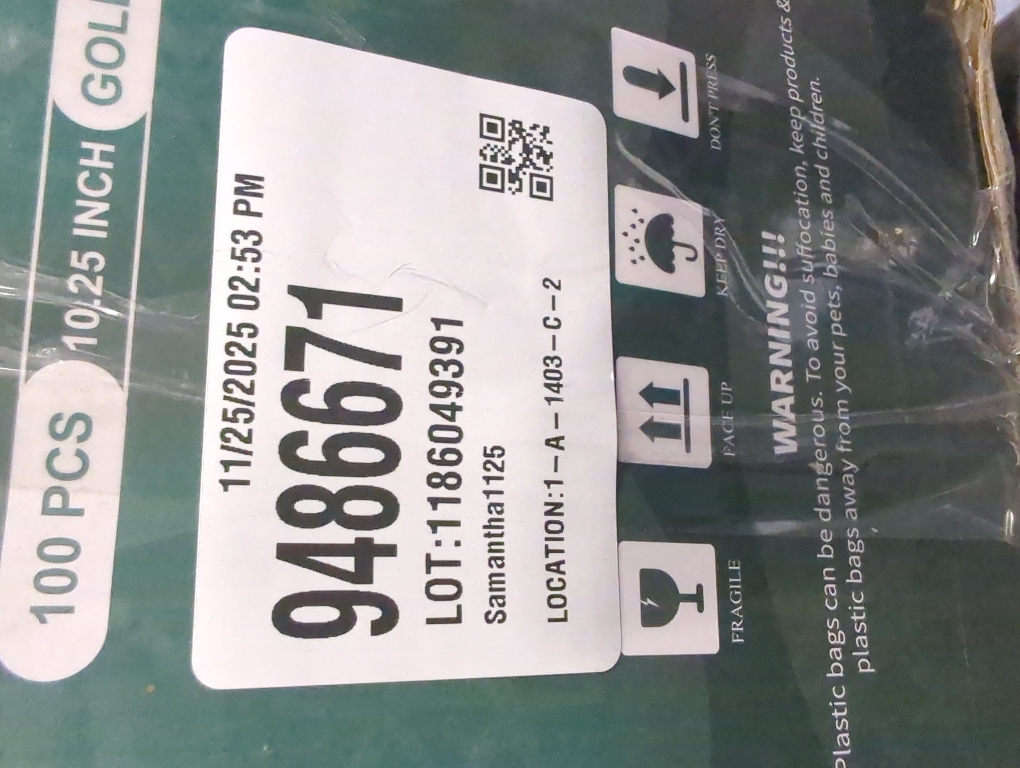 100 PCS
10.25 INCH
GOL
11/25/2025 02:53 PM
948671
LOT:1186049391
Samantha1125
LOCATION:1-A-1403-C-2
FRAGILE
FACE UP
KEEP DRY
DON'T PRESS
WARNING!!!
Plastic bags can be dangerous. To avoid suffocation, keep products &
plastic bags away from your pets, babies and children.